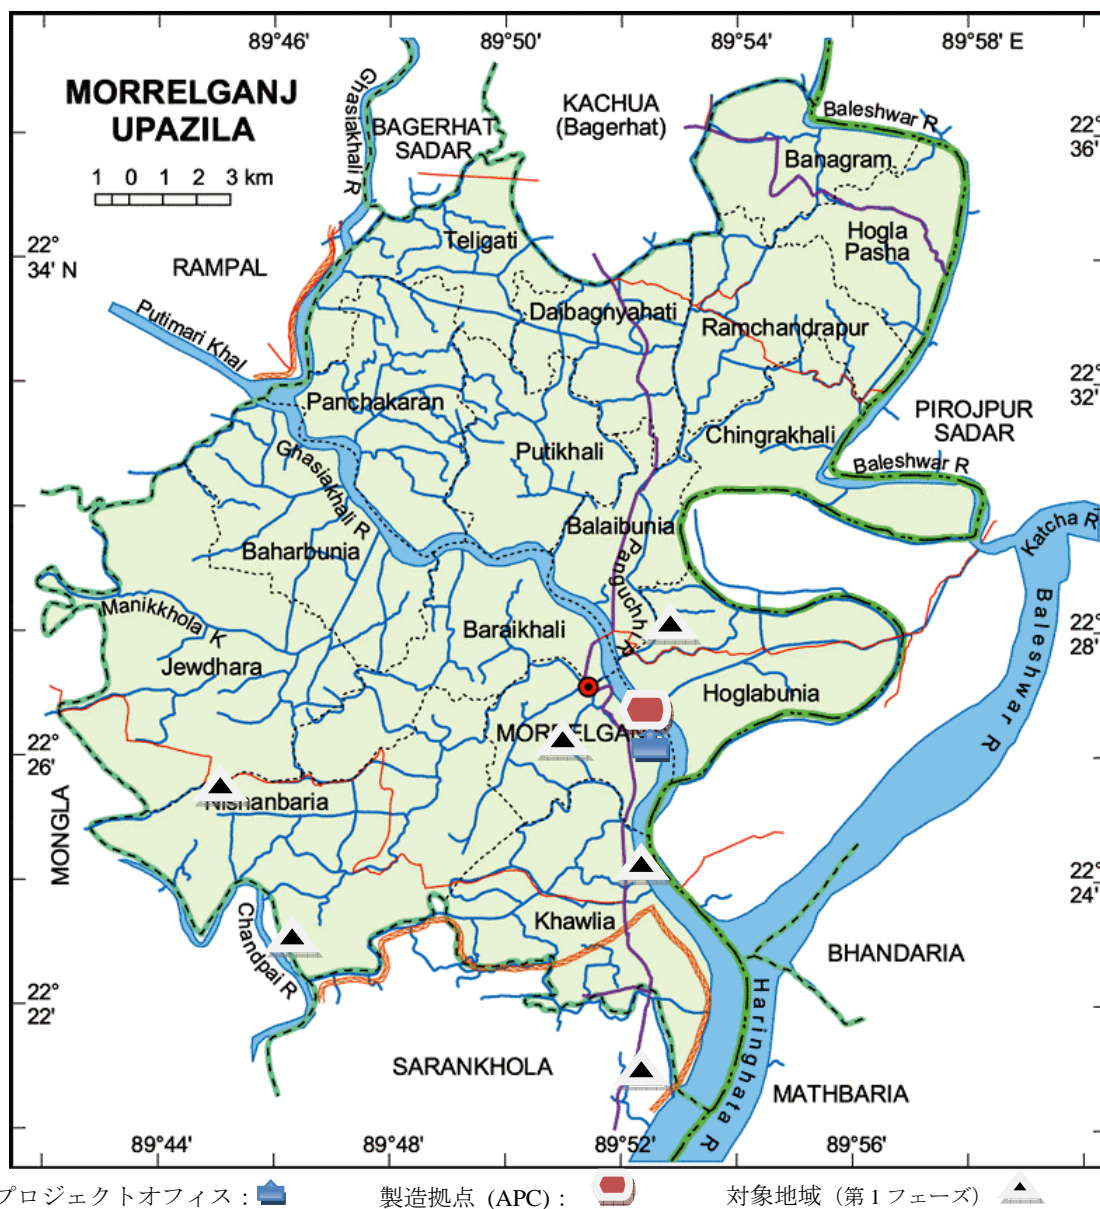 89°46'
89°50'
89°54'
89°58' E
MORRELGANJ
UPAZILA
1 0 1 2 3 km
Ghasiakhali R
BAGERHAT
SADAR
KACHUA
(Bagerhat)
Baleshwar R
22°
36'
Banagram
Hogla
Pasha
Teligati
22°
34' N
RAMPAL
Putimari Khal
Daibagnyahati
Ramchandrapur
22°
32'
Panchakaran
PIROJPUR
SADAR
Chingrakhali
Putikhali
Baleshwar R
Ghasiakhali R
Balaibunia
Katcha R
Baharbunia
Panguchhi R
Baleshwar R
Manikkhola K
Baraikhali
22°
28'
Jewdhara
Hoglabunia
MORRELGAN
22°
26'
Nishanbaria
MONGLA
22°
24'
Khawlia
Chandpai R
BHANDARIA
22°
22'
Haringhata R
SARANKHOLA
MATHBARIA
89°44'
89°48'
89°52'
89°56'
プロジェクトオフィス：
製造拠点 (APC)：
対象地域（第1フェーズ）